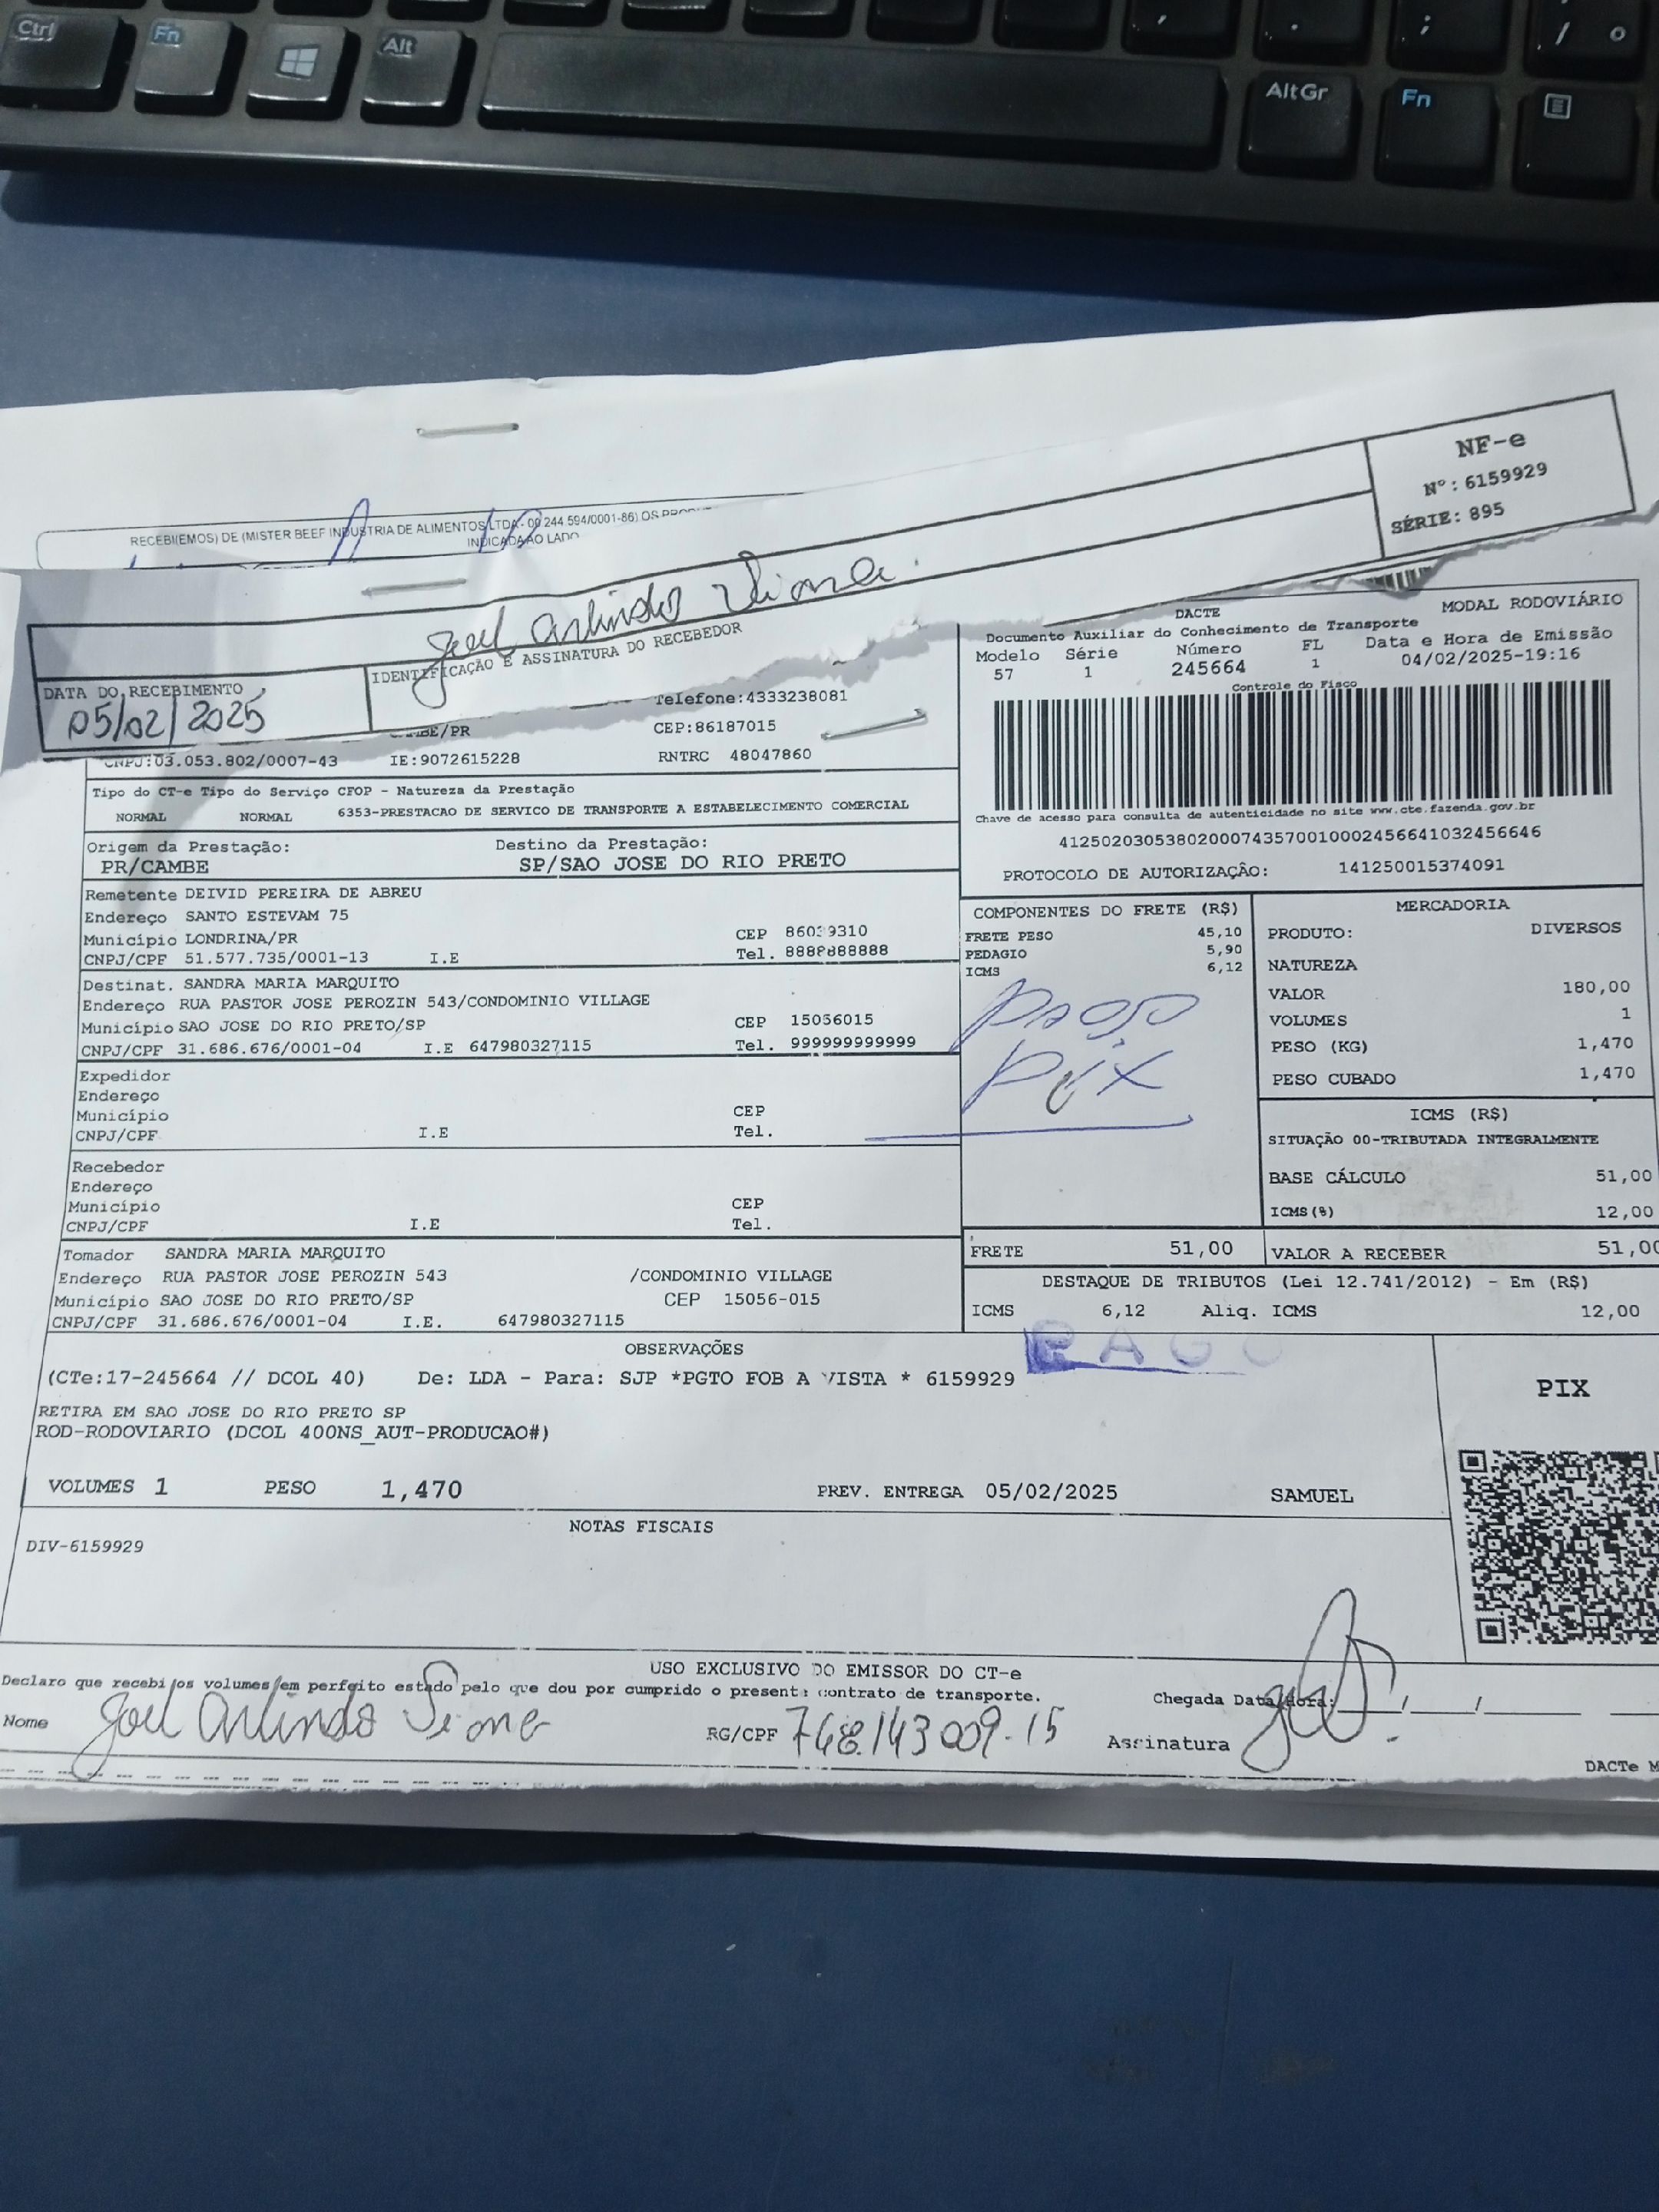 Ctrl
Fn
Alt
AltGr
Fn
,
.
;
/
RECEBI(EMOS) DE (MISTER BEEF INDUSTRIA DE ALIMENTOS LTDA - 00.244.594/0001-86) OS
INDICADA AO LADO
NF-e
Nº: 6159929
SÉRIE: 895
Joel Arlindo
DATA DO RECEBIMENTO
05/02/2025
IDENTIFICAÇÃO E ASSINATURA DO RECEBEDOR
Telefone:4333238081
/PR CEP:86187015
CNPJ:03.053.802/0007-43 IE:9072615228 RNTRC 48047860
DACTE MODAL RODOVIÁRIO
Documento Auxiliar do Conhecimento de Transporte
Modelo Série Número FL Data e Hora de Emissão
57 1 245664 1 04/02/2025-19:16
Controle do Fisco
Chave de acesso para consulta de autenticidade no site www.cte.fazenda.gov.br
41250203053802000743570010002456641032456646
PROTOCOLO DE AUTORIZAÇÂO: 141250015374091
Tipo do CT-e Tipo do Serviço CFOP - Natureza da Prestação
NORMAL NORMAL 6353-PRESTACAO DE SERVICO DE TRANSPORTE A ESTABELECIMENTO COMERCIAL
Origem da Prestação: Destino da Prestação:
PR/CAMBE SP/SAO JOSE DO RIO PRETO
Remetente DEIVID PEREIRA DE ABREU
Endereço SANTO ESTEVAM 75
Município LONDRINA/PR CEP 86039310
CNPJ/CPF 51.577.735/0001-13 I.E Tel. 8888888888
Destinat. SANDRA MARIA MARQUITO
Endereço RUA PASTOR JOSE PEROZIN 543/CONDOMINIO VILLAGE
Município SAO JOSE DO RIO PRETO/SP CEP 15056015
CNPJ/CPF 31.686.676/0001-04 I.E 647980327115 Tel. 999999999999
Expedidor
Endereço
Município CEP
CNPJ/CPF I.E Tel.
Recebedor
Endereço
Município CEP
CNPJ/CPF I.E Tel.
Tomador SANDRA MARIA MARQUITO
Endereço RUA PASTOR JOSE PEROZIN 543 /CONDOMINIO VILLAGE
Município SAO JOSE DO RIO PRETO/SP CEP 15056-015
CNPJ/CPF 31.686.676/0001-04 I.E. 647980327115
COMPONENTES DO FRETE (R$)
FRETE PESO 45,10
PEDAGIO 5,90
ICMS 6,12
pago
pix
MERCADORIA
PRODUTO: DIVERSOS
NATUREZA
VALOR 180,00
VOLUMES 1
PESO (KG) 1,470
PESO CUBADO 1,470
ICMS (R$)
SITUAÇÃO 00-TRIBUTADA INTEGRALMENTE
BASE CÁLCULO 51,00
ICMS(%) 12,00
FRETE 51,00 VALOR A RECEBER 51,00
DESTAQUE DE TRIBUTOS (Lei 12.741/2012) - Em (R$)
ICMS 6,12 Aliq. ICMS 12,00
PAGO
OBSERVAÇÕES
(CTe:17-245664 // DCOL 40) De: LDA - Para: SJP *PGTO FOB A VISTA * 6159929
RETIRA EM SAO JOSE DO RIO PRETO SP
ROD-RODOVIARIO (DCOL 400NS_AUT-PRODUCAO#)
VOLUMES 1 PESO 1,470 PREV. ENTREGA 05/02/2025 SAMUEL
PIX
NOTAS FISCAIS
DIV-6159929
USO EXCLUSIVO DO EMISSOR DO CT-e
Declaro que recebi os volumes em perfeito estado pelo que dou por cumprido o presente contrato de transporte.
Chegada Data/Hora: / /
Nome Joel Arlindo RG/CPF 748.143009-15 Assinatura
DACTe